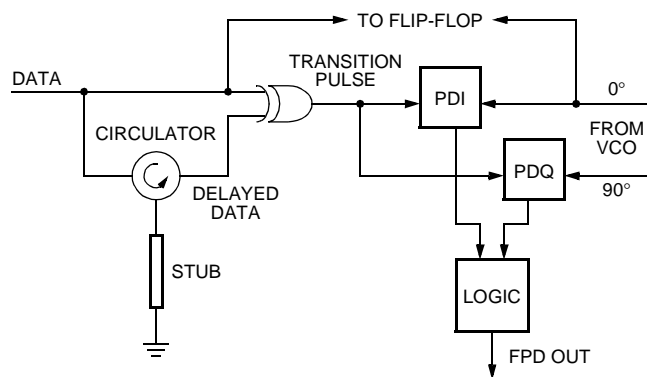 TO FLIP-FLOP
DATA
TRANSITION
PULSE
PDI
0°
CIRCULATOR
FROM
VCO
PDQ
DELAYED
DATA
90°
STUB
LOGIC
FPD OUT